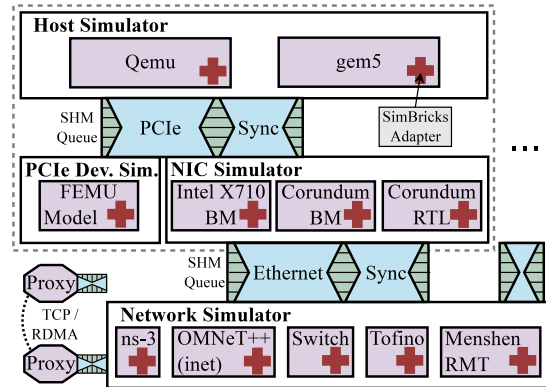 Host Simulator
Qemu
gem5
SHM
Queue
PCIe
Sync
SimBricks
Adapter
...
PCIe Dev. Sim.
FEMU
Model
NIC Simulator
Intel X710
BM
Corundum
BM
Corundum
RTL
SHM
Queue
Ethernet
Sync
Proxy
TCP /
RDMA
Proxy
Network Simulator
ns-3
OMNeT++
(inet)
Switch
Tofino
Menshen
RMT